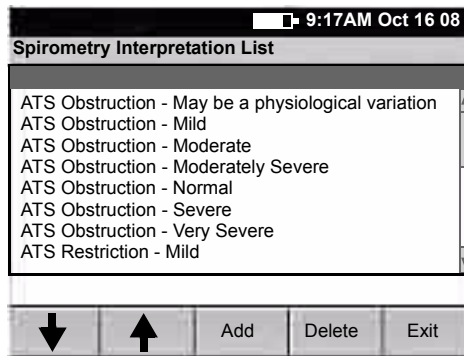 9:17AM Oct 16 08
Spirometry Interpretation List
ATS Obstruction - May be a physiological variation
ATS Obstruction - Mild
ATS Obstruction - Moderate
ATS Obstruction - Moderately Severe
ATS Obstruction - Normal
ATS Obstruction - Severe
ATS Obstruction - Very Severe
ATS Restriction - Mild
Add Delete Exit